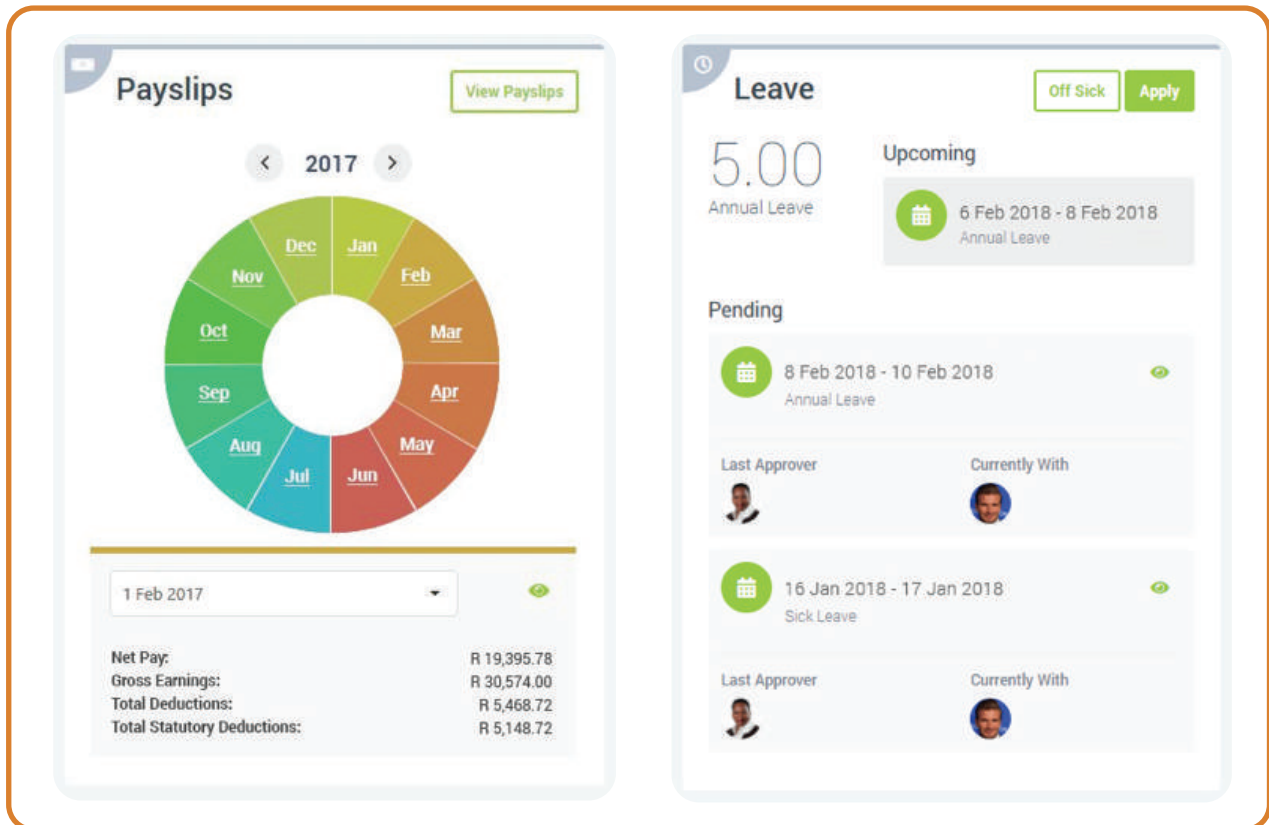 Payslips
View Payslips
2017
Jan
Feb
Mar
Apr
May
Jun
Jul
Aug
Sep
Oct
Nov
Dec
1 Feb 2017
Net Pay: R 19,395.78
Gross Earnings: R 30,574.00
Total Deductions: R 5,468.72
Total Statutory Deductions: R 5,148.72
Leave
Off Sick
Apply
5.00
Annual Leave
Upcoming
6 Feb 2018 - 8 Feb 2018
Annual Leave
Pending
8 Feb 2018 - 10 Feb 2018
Annual Leave
Last Approver Currently With
16 Jan 2018 - 17 Jan 2018
Sick Leave
Last Approver Currently With